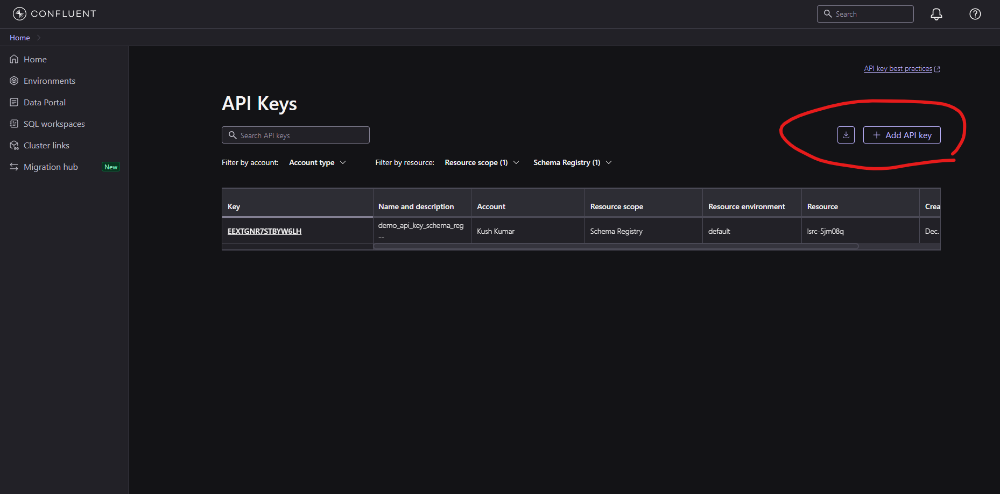 CONFLUENT
Search
Home
Home
Environments
Data Portal
SQL workspaces
Cluster links
Migration hub New
API key best practices
API Keys
Search API keys
+ Add API key
Filter by account: Account type Filter by resource: Resource scope (1) Schema Registry (1)
Key Name and description Account Resource scope Resource environment Resource Crea
EEXTGNR7STBYW6LH demo_api_key_schema_reg Kush Kumar Schema Registry default lsrc-5jm08q Dec.
--